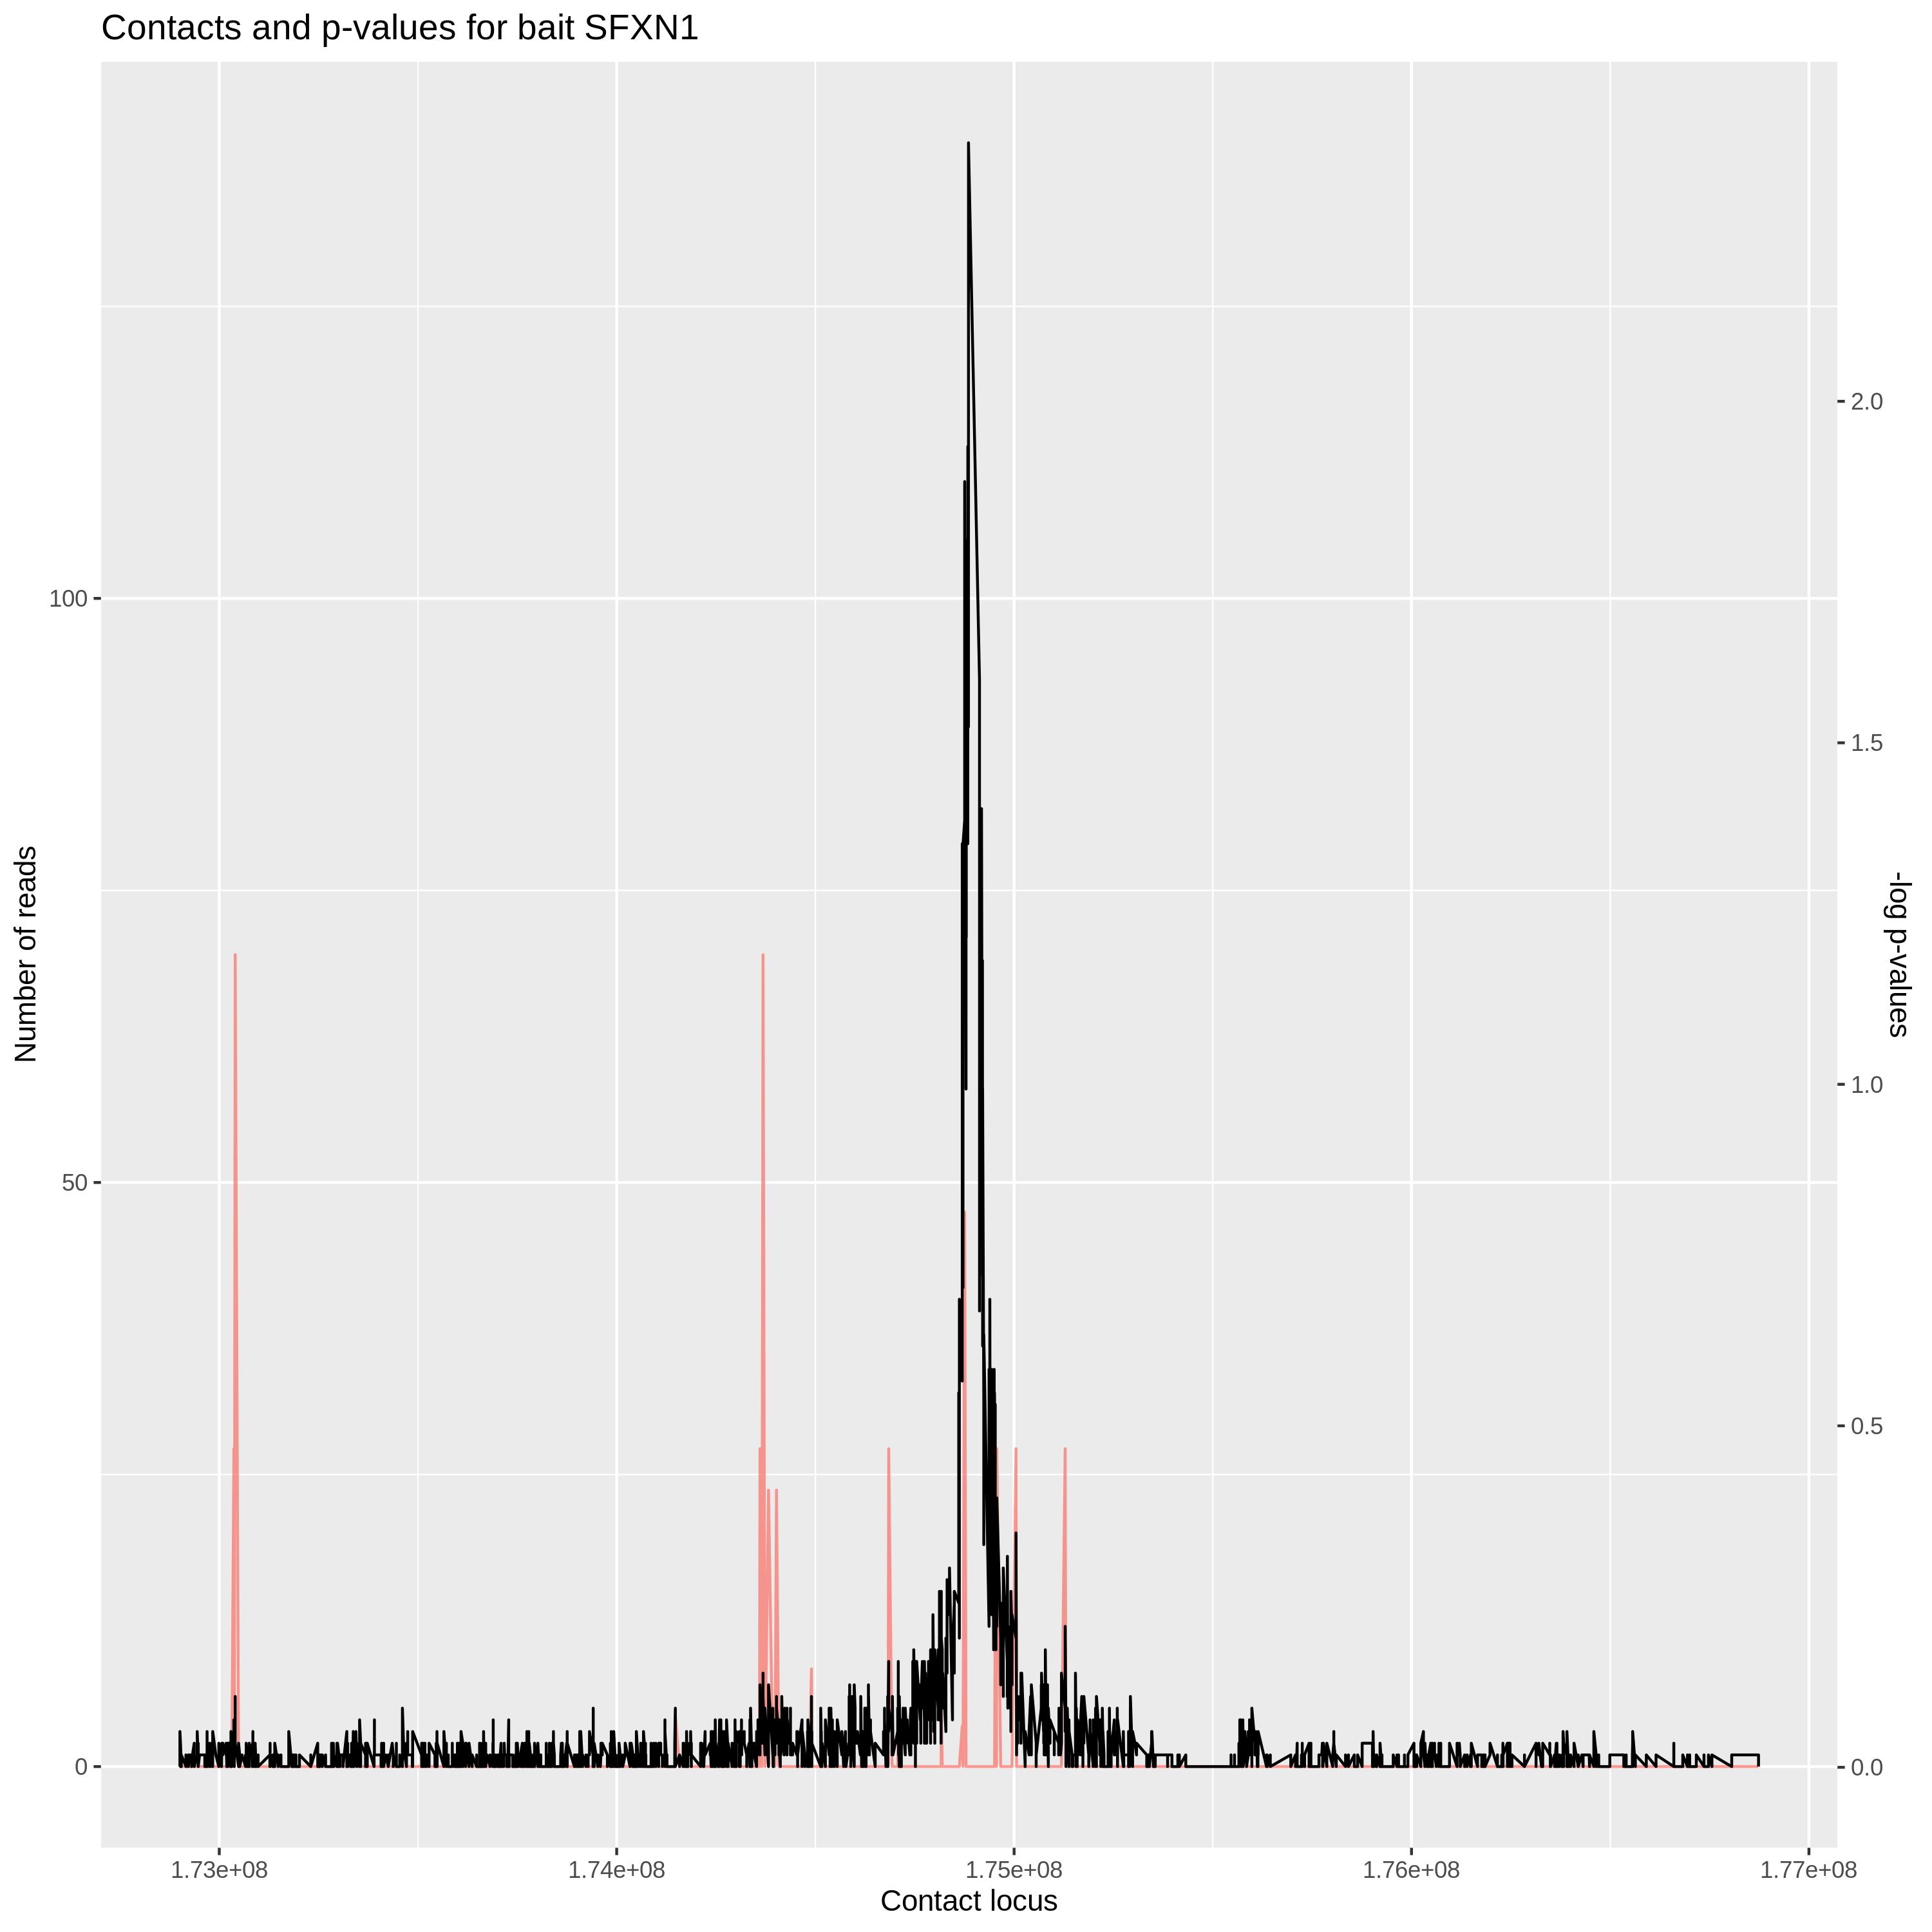 Contacts and p-values for bait SFXN1
Number of reads
100
50
0
2.0
1.5
1.0
0.5
0.0
-log p-values
1.73e+08 1.74e+08 1.75e+08 1.76e+08 1.77e+08
Contact locus